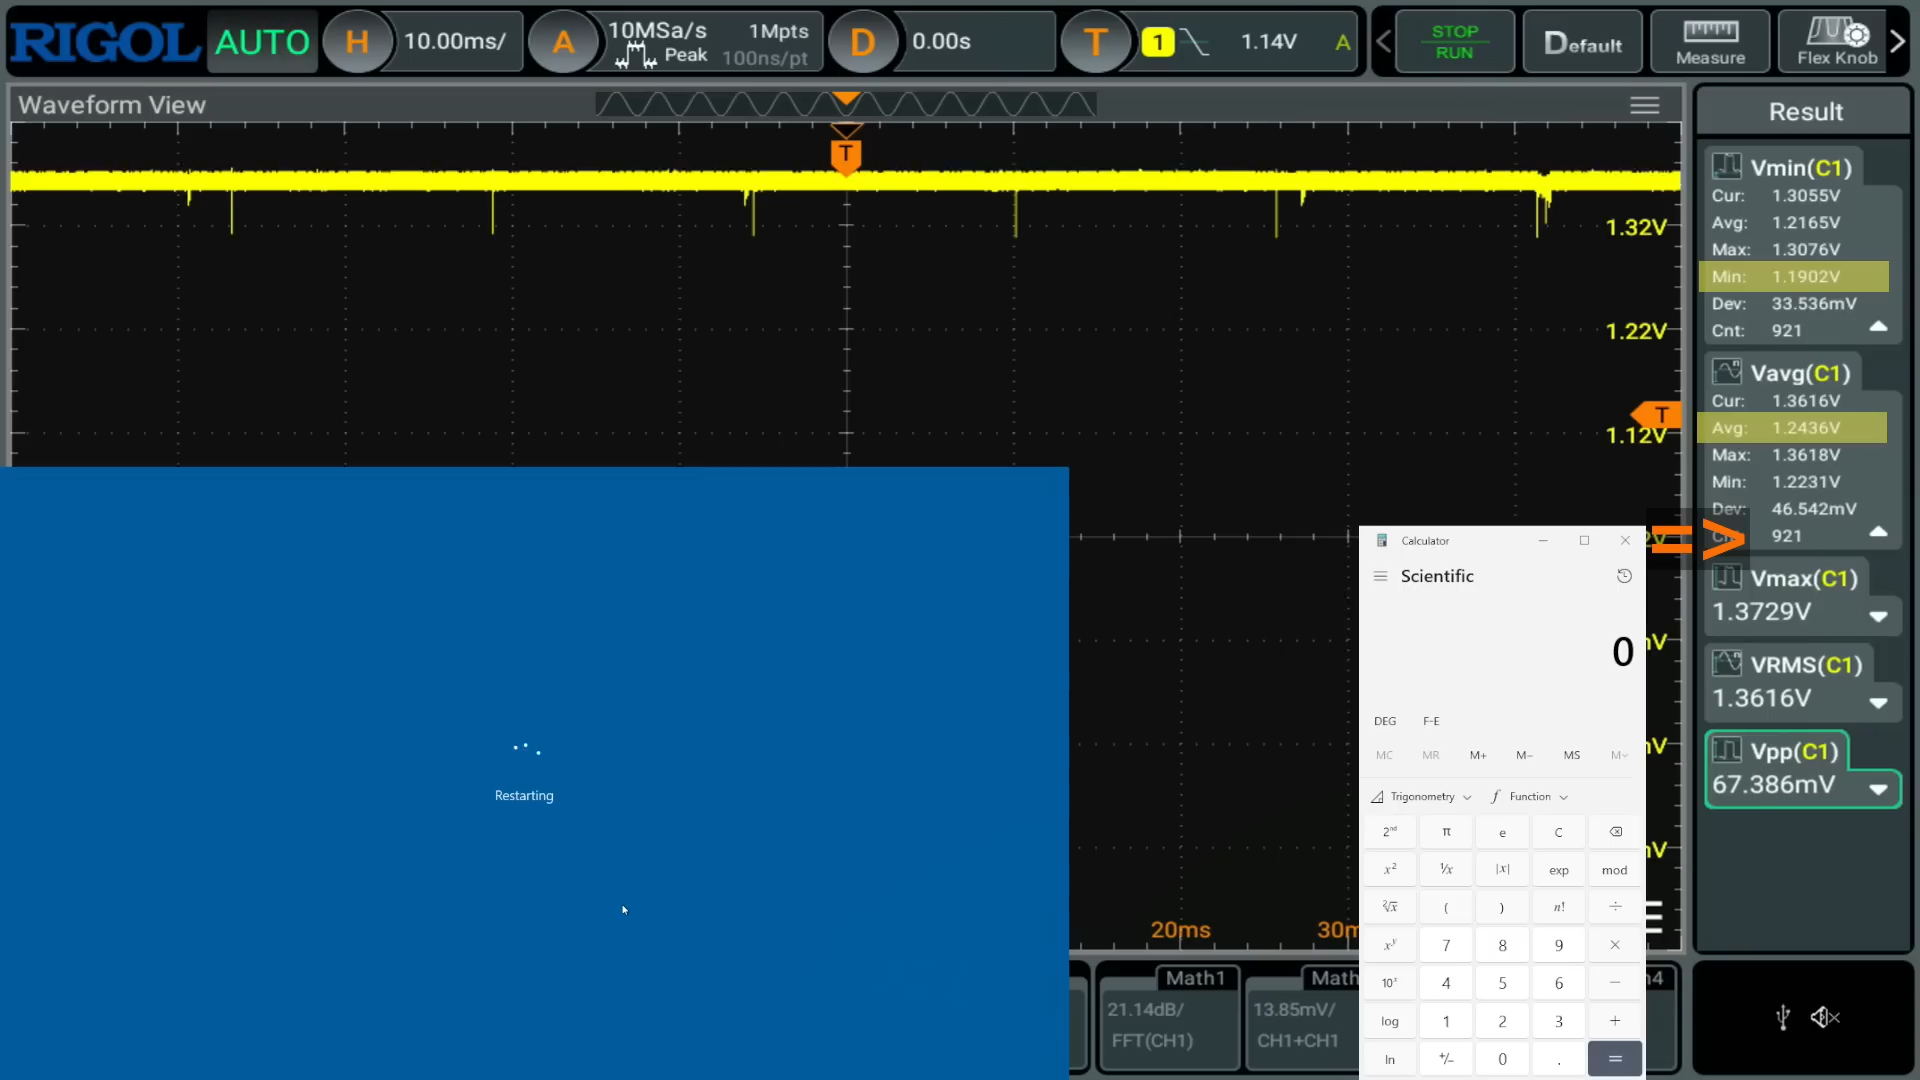 RIGOL AUTO H 10.00ms/ A 10MSa/s 1Mpts Peak 100ns/pt D 0.00s T 1 1.14V A STOP RUN Default Measure Flex Knob
Waveform View
T
1.32V
1.22V
T
1.12V
Result
Vmin(C1)
Cur: 1.3055V
Avg: 1.2165V
Max: 1.3076V
Min: 1.1902V
Dev: 33.536mV
Cnt: 921
Vavg(C1)
Cur: 1.3616V
Avg: 1.2436V
Max: 1.3618V
Min: 1.2231V
Dev: 46.542mV
921
=>
Vmax(C1)
1.3729V
VRMS(C1)
1.3616V
Vpp(C1)
67.386mV
Restarting
Calculator
Scientific
0
DEG F-E
MC MR M+ M− MS M˅
Trigonometry Function
2ⁿᵈ π e C
x² ¹/x |x| exp mod
²√x ( ) n! ÷
xʸ 7 8 9 ×
10ˣ 4 5 6 −
log 1 2 3 +
ln +/− 0 . =
20ms 30m
Math1
21.14dB/
FFT(CH1)
Math
13.85mV/
CH1+CH1